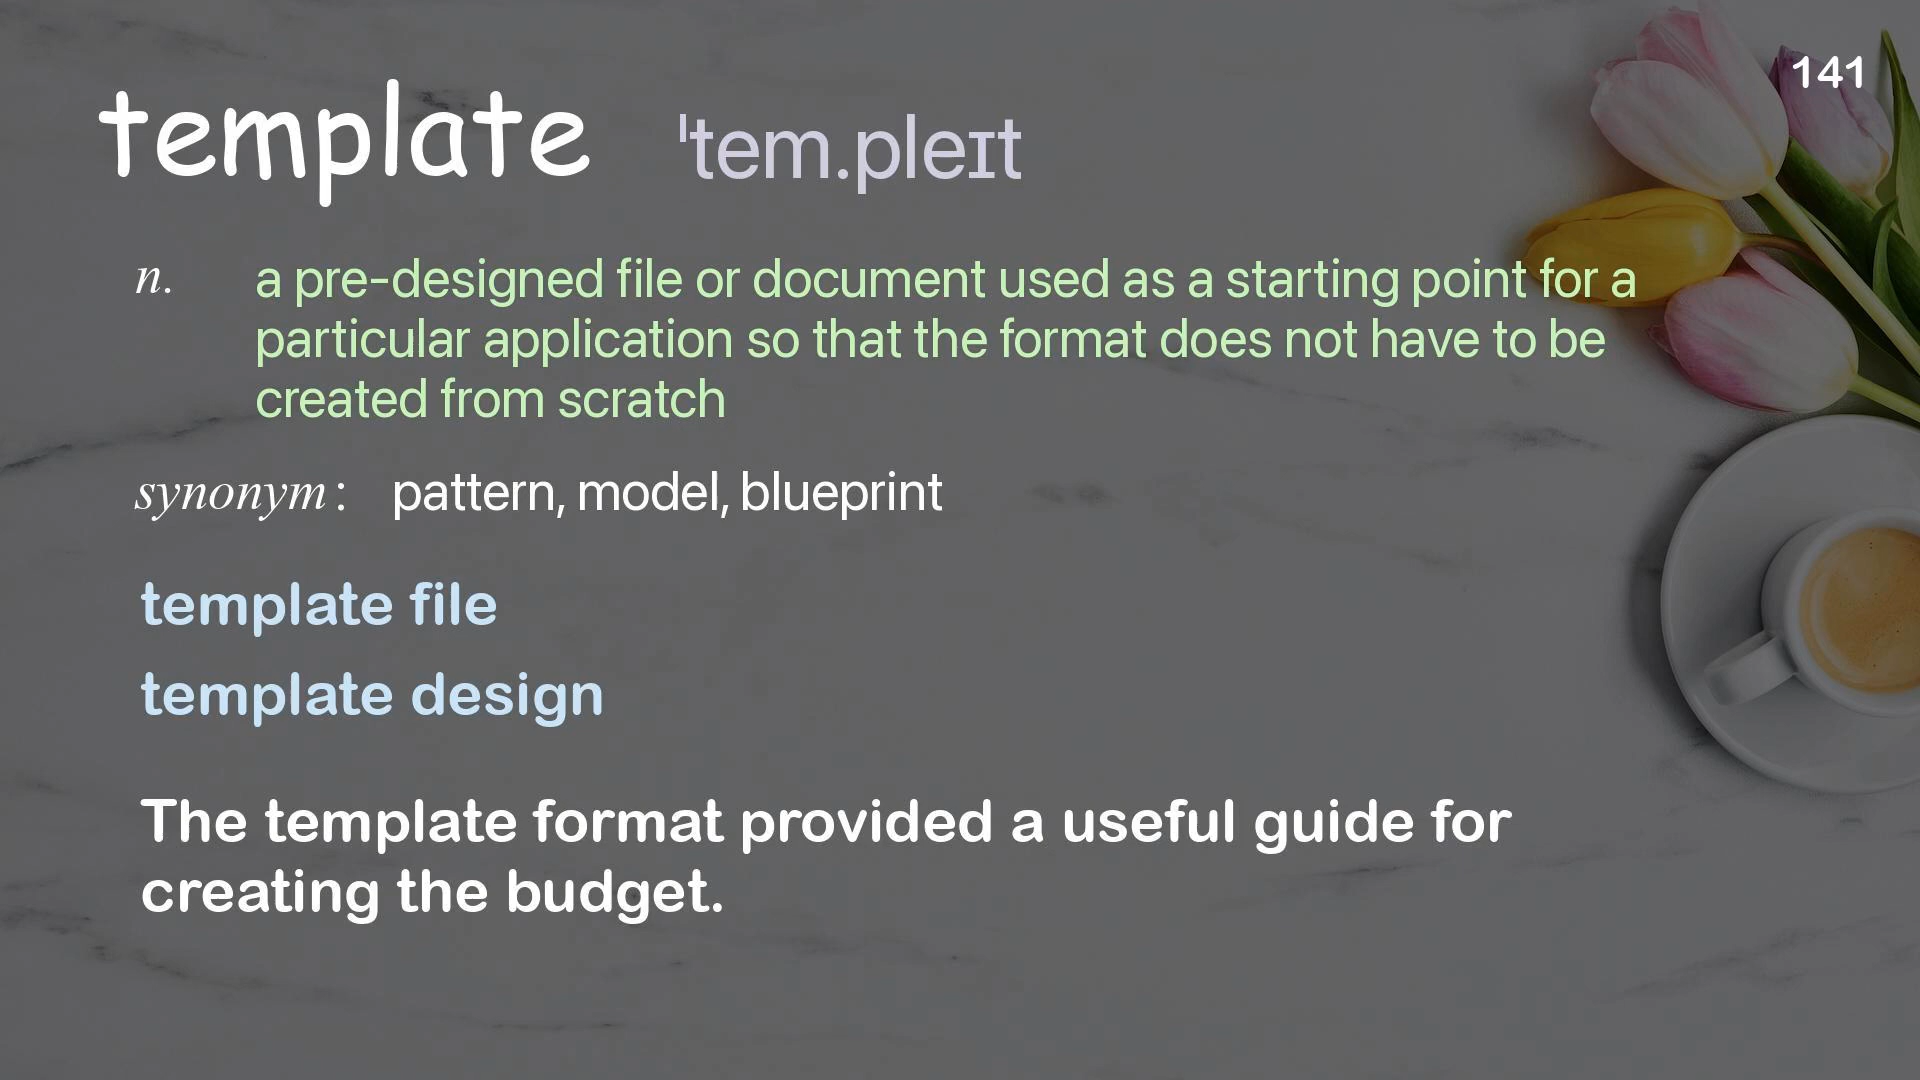 141
template ˈtem.pleɪt
n. a pre-designed file or document used as a starting point for a
particular application so that the format does not have to be
created from scratch
synonym: pattern, model, blueprint
template file
template design
The template format provided a useful guide for
creating the budget.